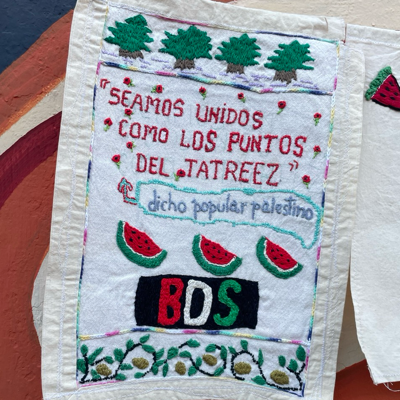 "SEAMOS UNIDOS
COMO LOS PUNTOS
DEL TATREEZ"
dicho popular palestino
BDS